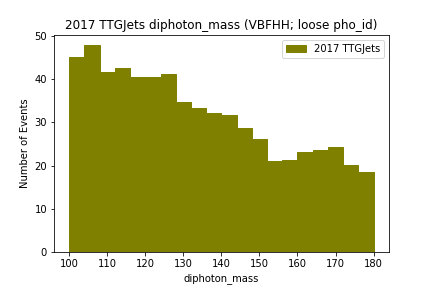 2017 TTGJets diphoton_mass (VBFHH; loose pho_id)
2017 TTGJets
Number of Events
50
40
30
20
10
0
100 110 120 130 140 150 160 170 180
diphoton_mass